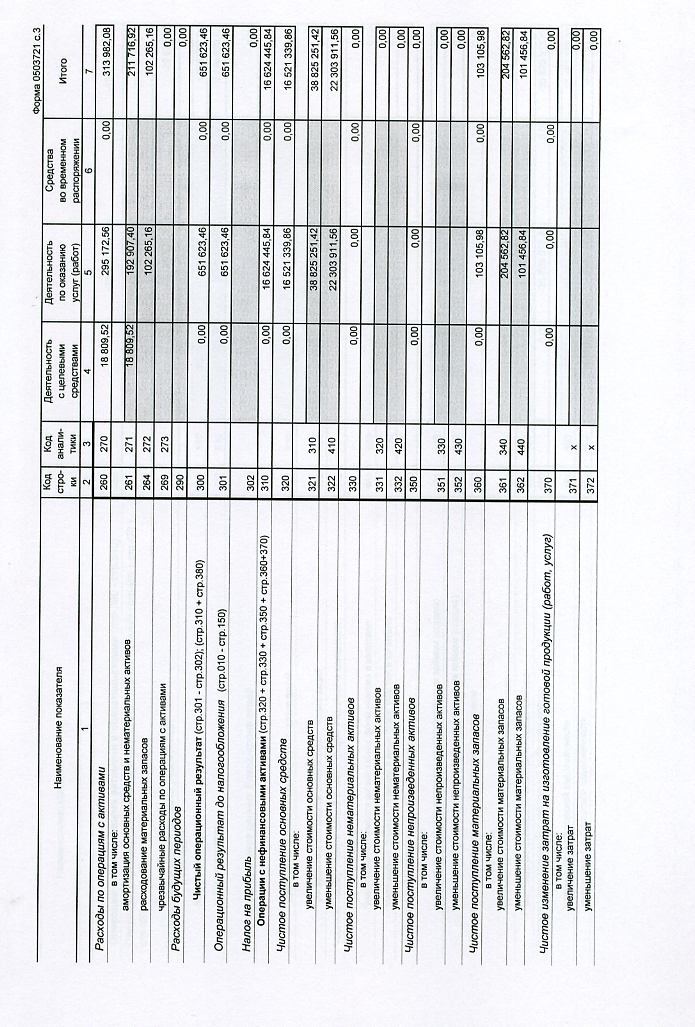 Форма 0503721 с.3
Наименование показателя | Код стро-ки | Код анали-тики | Деятельность с целевыми средствами | Деятельность по оказанию услуг (работ) | Средства во временном распоряжении | Итого
1 | 2 | 3 | 4 | 5 | 6 | 7
Расходы по операциям с активами | 260 | 270 | 18 809,52 | 295 172,56 | 0,00 | 313 982,08
в том числе:
амортизация основных средств и нематериальных активов | 261 | 271 | 18 809,52 | 192 907,40 | | 211 716,92
расходование материальных запасов | 264 | 272 | | 102 265,16 | | 102 265,16
чрезвычайные расходы по операциям с активами | 269 | 273 | | | | 0,00
Расходы будущих периодов | 290 | | | | | 0,00
Чистый операционный результат (стр.301 - стр.302); (стр.310 + стр.380) | 300 | | 0,00 | 651 623,46 | 0,00 | 651 623,46
Операционный результат до налогообложения (стр.010 - стр.150) | 301 | | 0,00 | 651 623,46 | 0,00 | 651 623,46
Налог на прибыль | 302 | | | | | 0,00
Операции с нефинансовыми активами (стр.320 + стр.330 + стр.350 + стр.360+370) | 310 | | 0,00 | 16 624 445,84 | 0,00 | 16 624 445,84
Чистое поступление основных средств | 320 | | 0,00 | 16 521 339,86 | 0,00 | 16 521 339,86
в том числе:
увеличение стоимости основных средств | 321 | 310 | | 38 825 251,42 | | 38 825 251,42
уменьшение стоимости основных средств | 322 | 410 | | 22 303 911,56 | | 22 303 911,56
Чистое поступление нематериальных активов | 330 | | 0,00 | 0,00 | 0,00 | 0,00
в том числе:
увеличение стоимости нематериальных активов | 331 | 320 | | | | 0,00
уменьшение стоимости нематериальных активов | 332 | 420 | | | | 0,00
Чистое поступление непроизведенных активов | 350 | | 0,00 | 0,00 | 0,00 | 0,00
в том числе:
увеличение стоимости непроизведенных активов | 351 | 330 | | | | 0,00
уменьшение стоимости непроизведенных активов | 352 | 430 | | | | 0,00
Чистое поступление материальных запасов | 360 | | 0,00 | 103 105,98 | 0,00 | 103 105,98
в том числе:
увеличение стоимости материальных запасов | 361 | 340 | | 204 562,82 | | 204 562,82
уменьшение стоимости материальных запасов | 362 | 440 | | 101 456,84 | | 101 456,84
Чистое изменение затрат на изготовление готовой продукции (работ, услуг) | 370 | | 0,00 | 0,00 | 0,00 | 0,00
в том числе:
увеличение затрат | 371 | х | | | | 0,00
уменьшение затрат | 372 | х | | | | 0,00